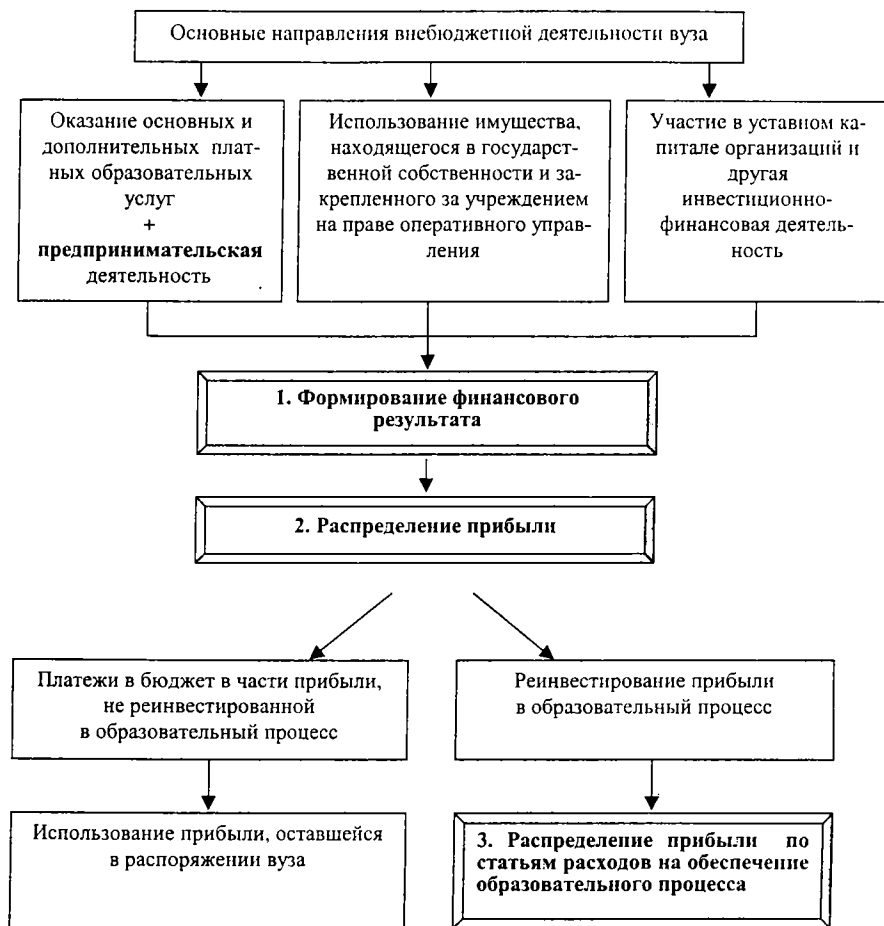 Основные направления внебюджетной деятельности вуза
Оказание основных и
дополнительных плат-
ных образовательных
услуг
+
предпринимательская
деятельность
Использование имущества,
находящегося в государст-
венной собственности и за-
крепленного за учреждением
на праве оперативного управ-
ления
Участие в уставном ка-
питале организаций и
другая
инвестиционно-
финансовая деятель-
ность
1. Формирование финансового
результата
2. Распределение прибыли
Платежи в бюджет в части прибыли,
не реинвестированной
в образовательный процесс
Реинвестирование прибыли
в образовательный процесс
Использование прибыли, оставшейся
в распоряжении вуза
3. Распределение прибыли по
статьям расходов на обеспечение
образовательного процесса